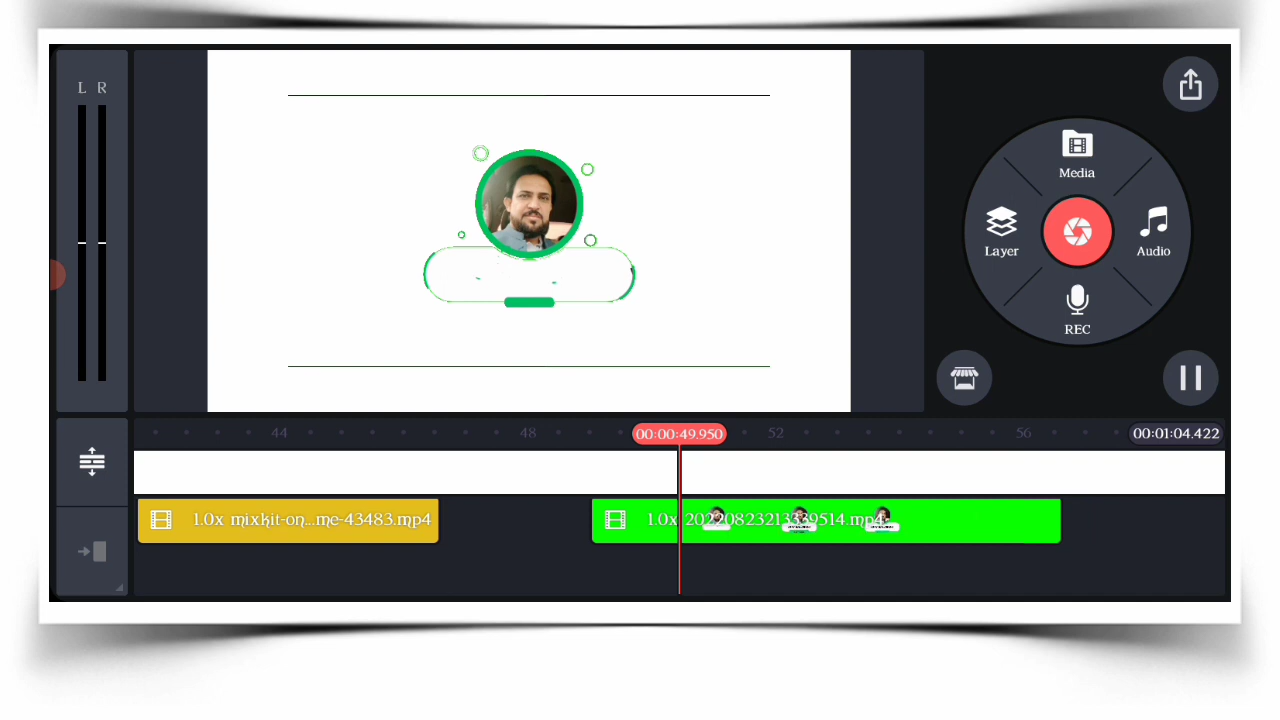 L R
Media
Layer
Audio
REC
44
48
00:00:49.950
52
56
00:01:04.422
1.0x mixkit-on...me-43483.mp4
1.0x 20220823213339514.mp4